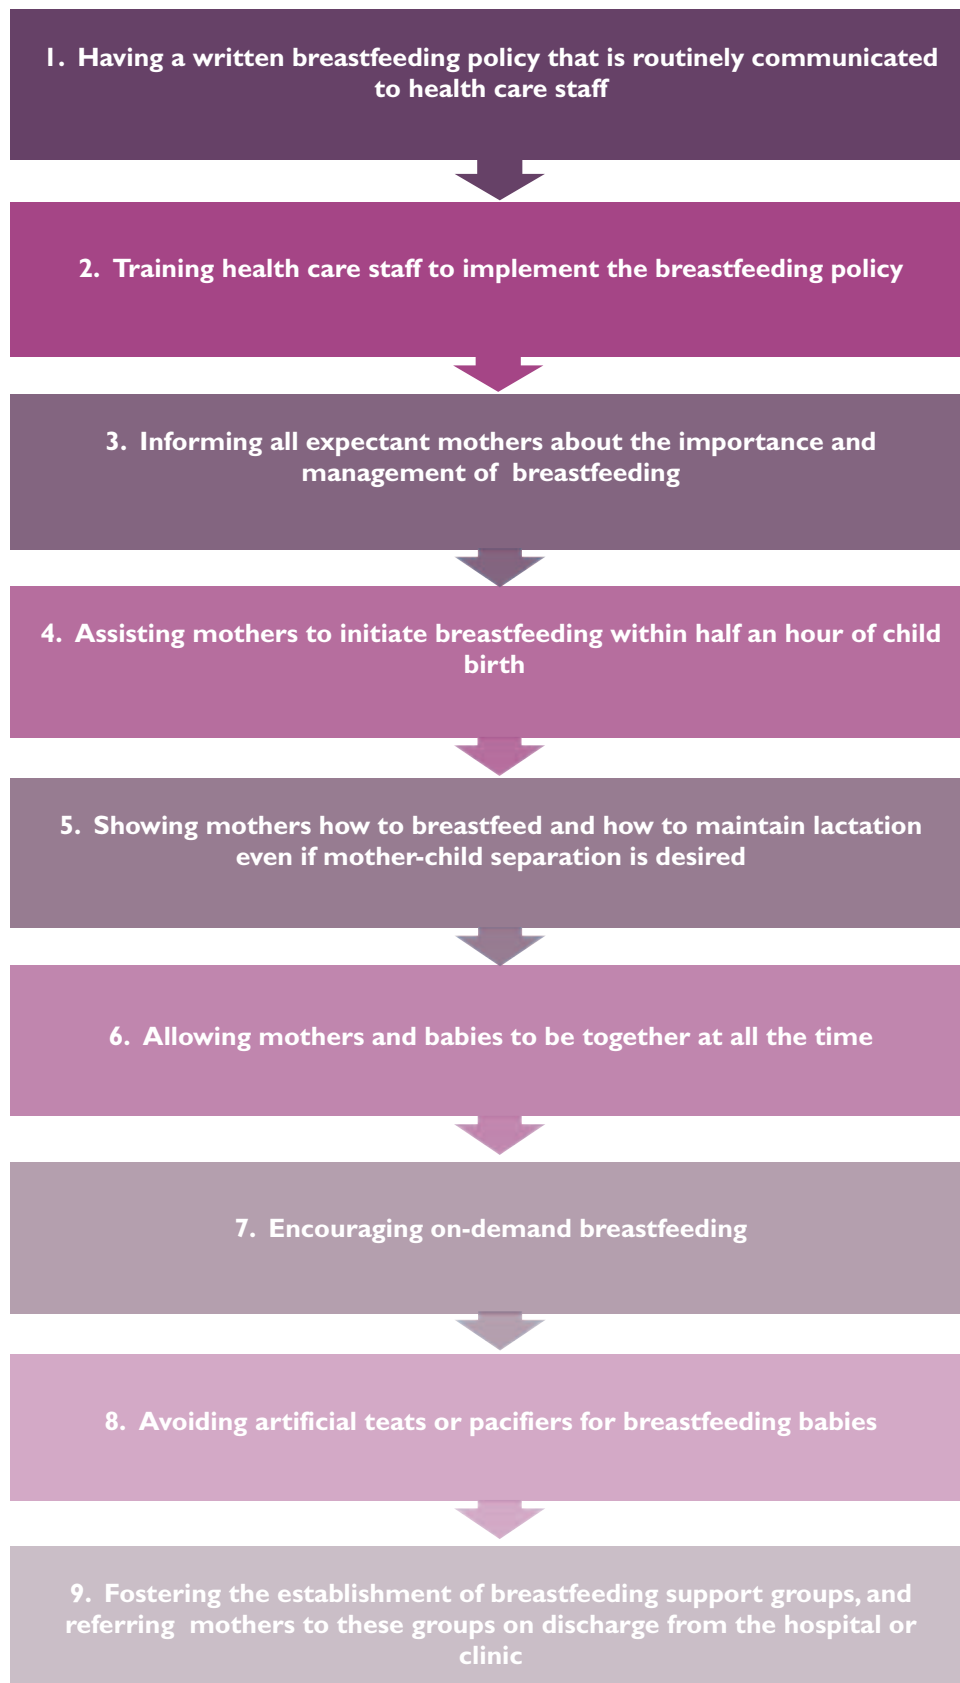 1. Having a written breastfeeding policy that is routinely communicated
to health care staff
2. Training health care staff to implement the breastfeeding policy
3. Informing all expectant mothers about the importance and
management of breastfeeding
4. Assisting mothers to initiate breastfeeding within half an hour of child
birth
5. Showing mothers how to breastfeed and how to maintain lactation
even if mother-child separation is desired
6. Allowing mothers and babies to be together at all the time
7. Encouraging on-demand breastfeeding
8. Avoiding artificial teats or pacifiers for breastfeeding babies
9. Fostering the establishment of breastfeeding support groups, and
referring mothers to these groups on discharge from the hospital or
clinic